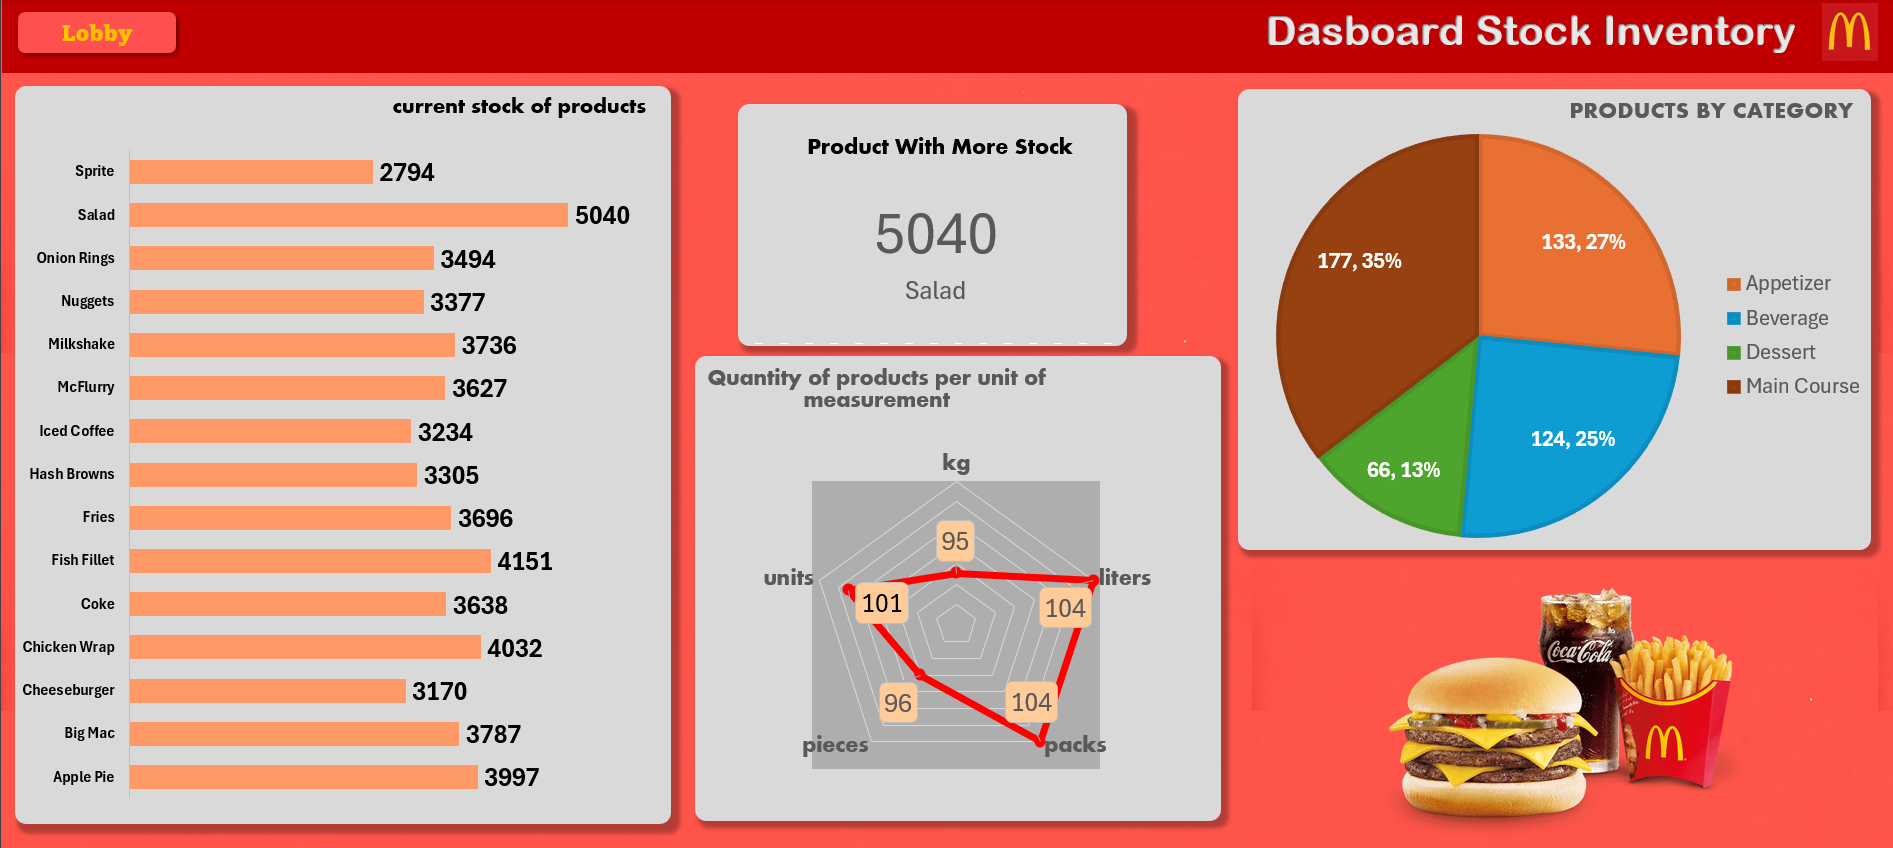 Lobby
Dasboard Stock Inventory
current stock of products
Sprite 2794
Salad 5040
Onion Rings 3494
Nuggets 3377
Milkshake 3736
McFlurry 3627
Iced Coffee 3234
Hash Browns 3305
Fries 3696
Fish Fillet 4151
Coke 3638
Chicken Wrap 4032
Cheeseburger 3170
Big Mac 3787
Apple Pie 3997
Product With More Stock
5040
Salad
Quantity of products per unit of
measurement
kg
95
units
liters
101
104
96
104
pieces
packs
PRODUCTS BY CATEGORY
133, 27%
177, 35%
124, 25%
66, 13%
Appetizer
Beverage
Dessert
Main Course
Coca-Cola